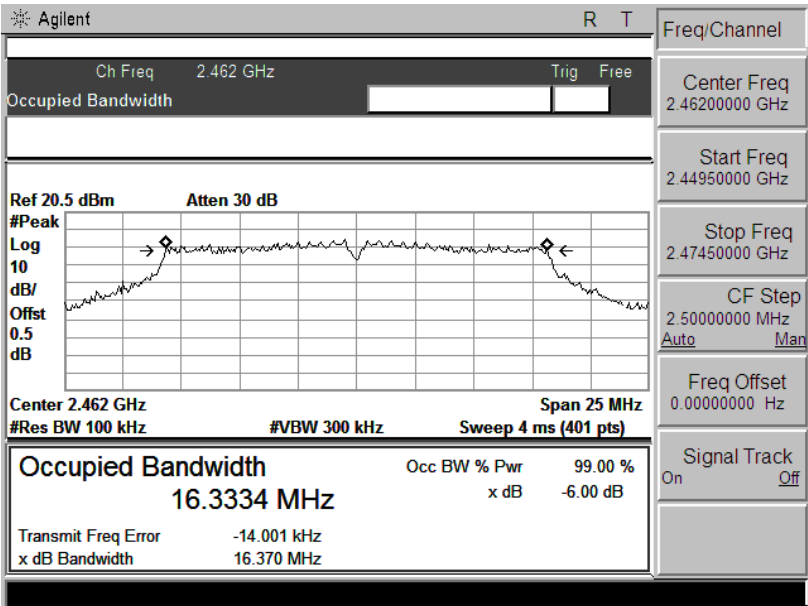 Agilent R T
Ch Freq 2.462 GHz Trig Free
Occupied Bandwidth
Ref 20.5 dBm Atten 30 dB
#Peak
Log
10
dB/
Offst
0.5
dB
Center 2.462 GHz Span 25 MHz
#Res BW 100 kHz #VBW 300 kHz Sweep 4 ms (401 pts)
Occupied Bandwidth Occ BW % Pwr 99.00 %
16.3334 MHz x dB -6.00 dB
Transmit Freq Error -14.001 kHz
x dB Bandwidth 16.370 MHz
Freq/Channel
Center Freq
2.46200000 GHz
Start Freq
2.44950000 GHz
Stop Freq
2.47450000 GHz
CF Step
2.50000000 MHz
Auto Man
Freq Offset
0.00000000 Hz
Signal Track
On Off